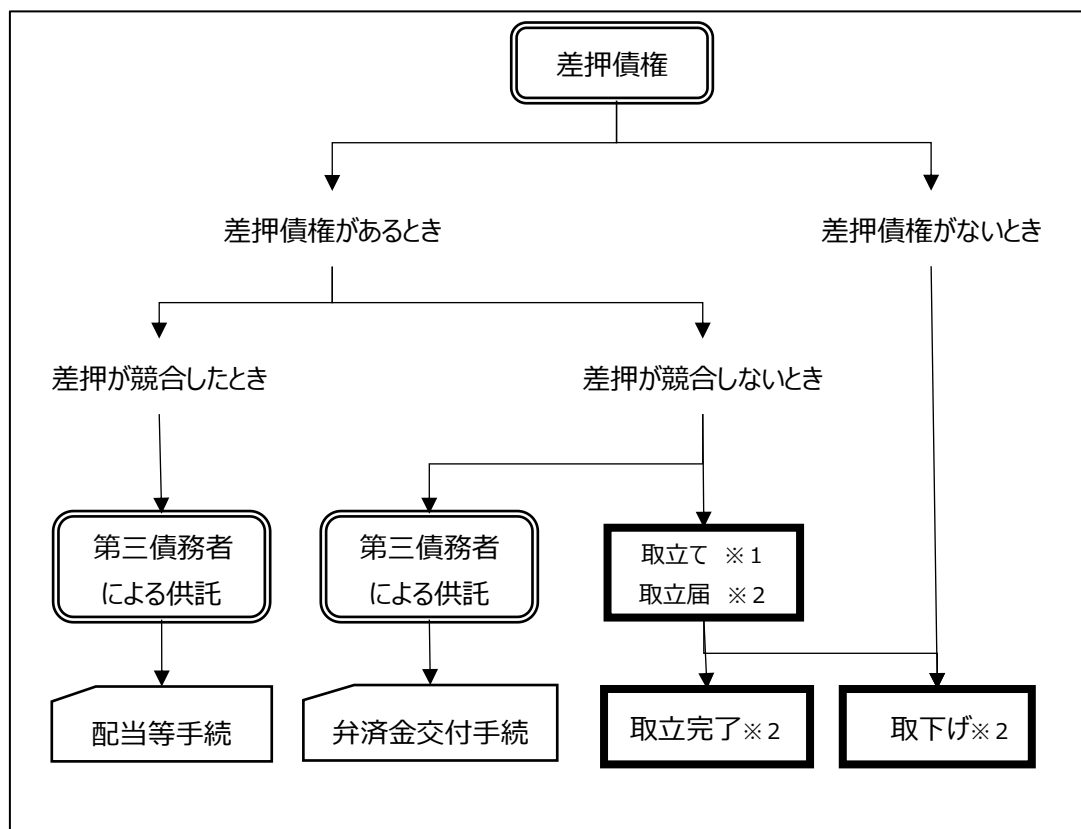 差押債権
差押債権があるとき
差押債権がないとき
差押が競合したとき
差押が競合しないとき
第三債務者
による供託
第三債務者
による供託
取立て ※1
取立届 ※2
配当等手続
弁済金交付手続
取立完了※2
取下げ※2